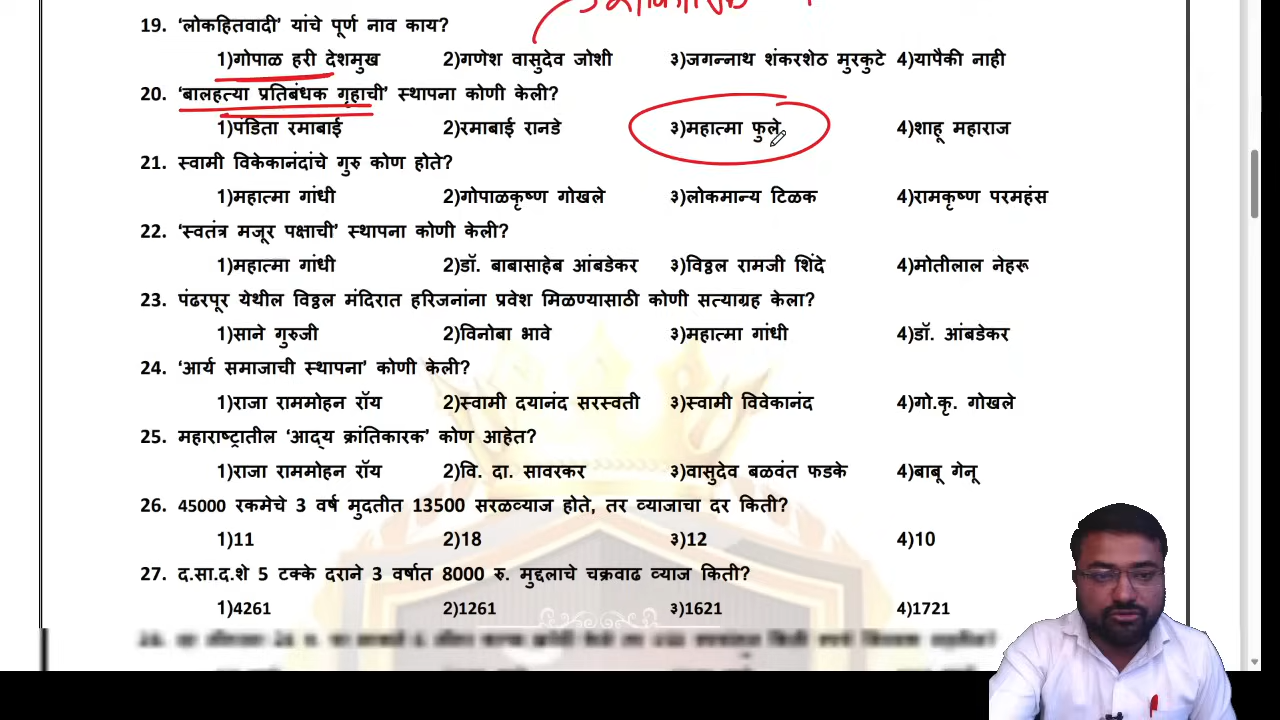 19. ‘लोकहितवादी’ यांचे पूर्ण नाव काय?
1)गोपाळ हरी देशमुख 2)गणेश वासुदेव जोशी ३)जगन्नाथ शंकरशेठ मुरकुटे 4)यापैकी नाही
20. ‘बालहत्या प्रतिबंधक गृहाची’ स्थापना कोणी केली?
1)पंडिता रमाबाई 2)रमाबाई रानडे ३)महात्मा फुले 4)शाहू महाराज
21. स्वामी विकेकानंदांचे गुरु कोण होते?
1)महात्मा गांधी 2)गोपाळकृष्ण गोखले ३)लोकमान्य टिळक 4)रामकृष्ण परमहंस
22. ‘स्वतंत्र मजूर पक्षाची’ स्थापना कोणी केली?
1)महात्मा गांधी 2)डॉ. बाबासाहेब आंबडेकर ३)विठ्ठल रामजी शिंदे 4)मोतीलाल नेहरू
23. पंढरपूर येथील विठ्ठल मंदिरात हरिजनांना प्रवेश मिळण्यासाठी कोणी सत्याग्रह केला?
1)साने गुरुजी 2)विनोबा भावे ३)महात्मा गांधी 4)डॉ. आंबडेकर
24. ‘आर्य समाजाची स्थापना’ कोणी केली?
1)राजा राममोहन रॉय 2)स्वामी दयानंद सरस्वती ३)स्वामी विवेकानंद 4)गो.कृ. गोखले
25. महाराष्ट्रातील ‘आद्य क्रांतिकारक’ कोण आहेत?
1)राजा राममोहन रॉय 2)वि. दा. सावरकर ३)वासुदेव बळवंत फडके 4)बाबू गेनू
26. 45000 रकमेचे 3 वर्ष मुदतीत 13500 सरळव्याज होते, तर व्याजाचा दर किती?
1)11 2)18 ३)12 4)10
27. द.सा.द.शे 5 टक्के दराने 3 वर्षात 8000 रु. मुद्दलाचे चक्रवाढ व्याज किती?
1)4261 2)1261 ३)1621 4)1721